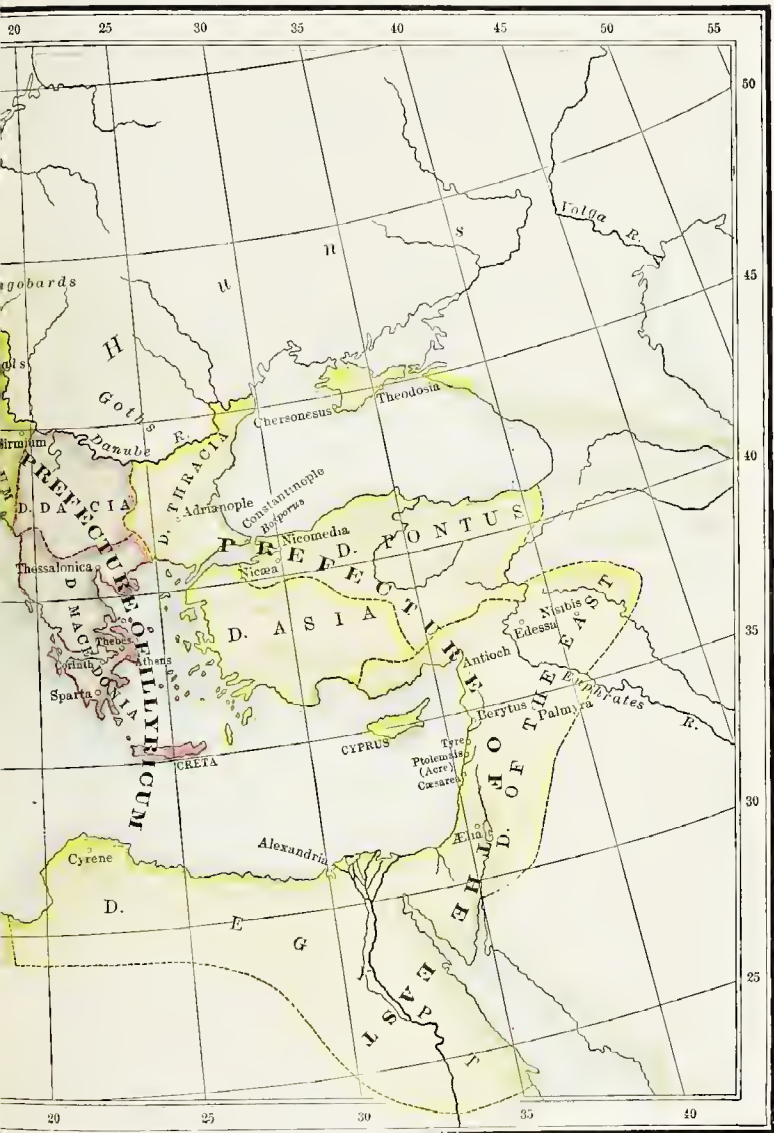 20 25 30 35 40 45 50 55
50
Volga R.
45
HUNS
Goths
Danube R.
Chersonesus
Theodosia
40
PREFECTURE OF ILLYRICUM
D. DACIA
D. THRACIA
Adrianople
Constantinople
Bosporus
Nicomedia
Nicæa
D. PONTUS
PREFECTURE OF THE EAST
Thessalonica
D MACEDONIA
D. ASIA
Nisibis
Edessa
35
Thebes
Athens
Corinth
Sparta
Antioch
Euphrates R.
D. OF THE EAST
Berytus
Palmyra
CYPRUS
Tyre
Ptolemais
(Acre)
Cæsarea
CRETA
30
Ælia
Alexandria
Cyrene
D. EGYPT
25
20 25 30 35 40